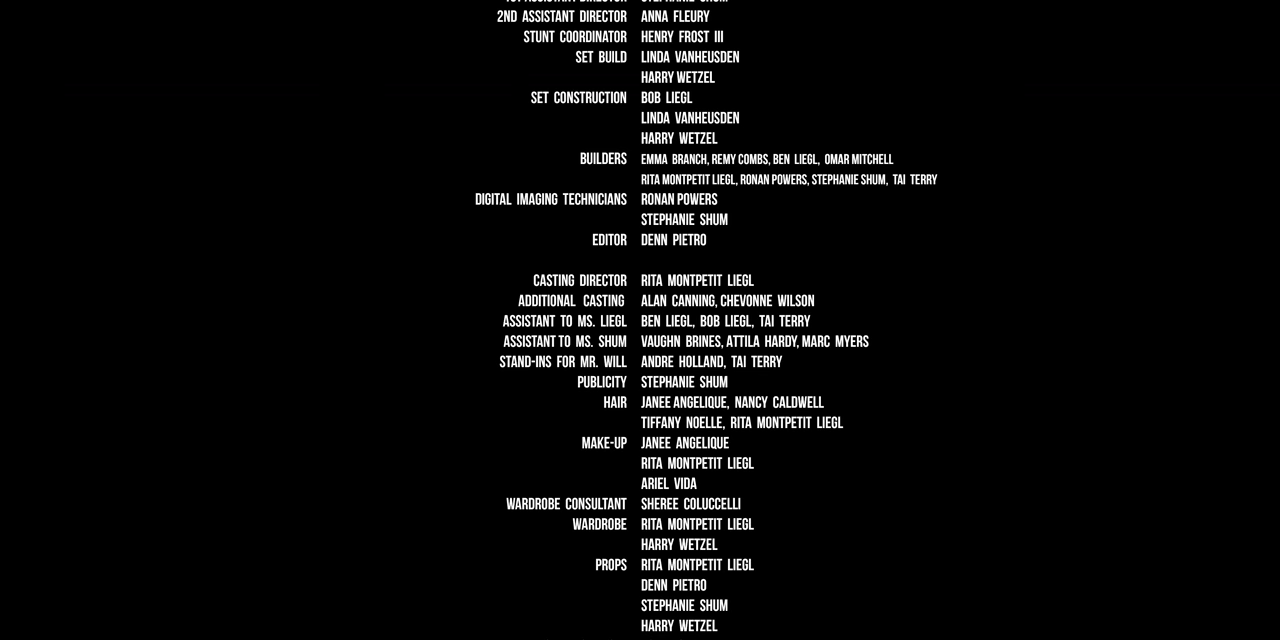 2ND ASSISTANT DIRECTOR ANNA FLEURY
STUNT COORDINATOR HENRY FROST III
SET BUILD LINDA VANHEUSDEN
HARRY WETZEL
SET CONSTRUCTION BOB LIEGL
LINDA VANHEUSDEN
HARRY WETZEL
BUILDERS EMMA BRANCH, REMY COMBS, BEN LIEGL, OMAR MITCHELL
RITA MONTPETIT LIEGL, RONAN POWERS, STEPHANIE SHUM, TAI TERRY
DIGITAL IMAGING TECHNICIANS RONAN POWERS
STEPHANIE SHUM
EDITOR DENN PIETRO
CASTING DIRECTOR RITA MONTPETIT LIEGL
ADDITIONAL CASTING ALAN CANNING, CHEVONNE WILSON
ASSISTANT TO MS. LIEGL BEN LIEGL, BOB LIEGL, TAI TERRY
ASSISTANT TO MS. SHUM VAUGHN BRINES, ATTILA HARDY, MARC MYERS
STAND-INS FOR MR. WILL ANDRE HOLLAND, TAI TERRY
PUBLICITY STEPHANIE SHUM
HAIR JANEE ANGELIQUE, NANCY CALDWELL
TIFFANY NOELLE, RITA MONTPETIT LIEGL
MAKE-UP JANEE ANGELIQUE
RITA MONTPETIT LIEGL
ARIEL VIDA
WARDROBE CONSULTANT SHEREE COLUCCELLI
WARDROBE RITA MONTPETIT LIEGL
HARRY WETZEL
PROPS RITA MONTPETIT LIEGL
DENN PIETRO
STEPHANIE SHUM
HARRY WETZEL